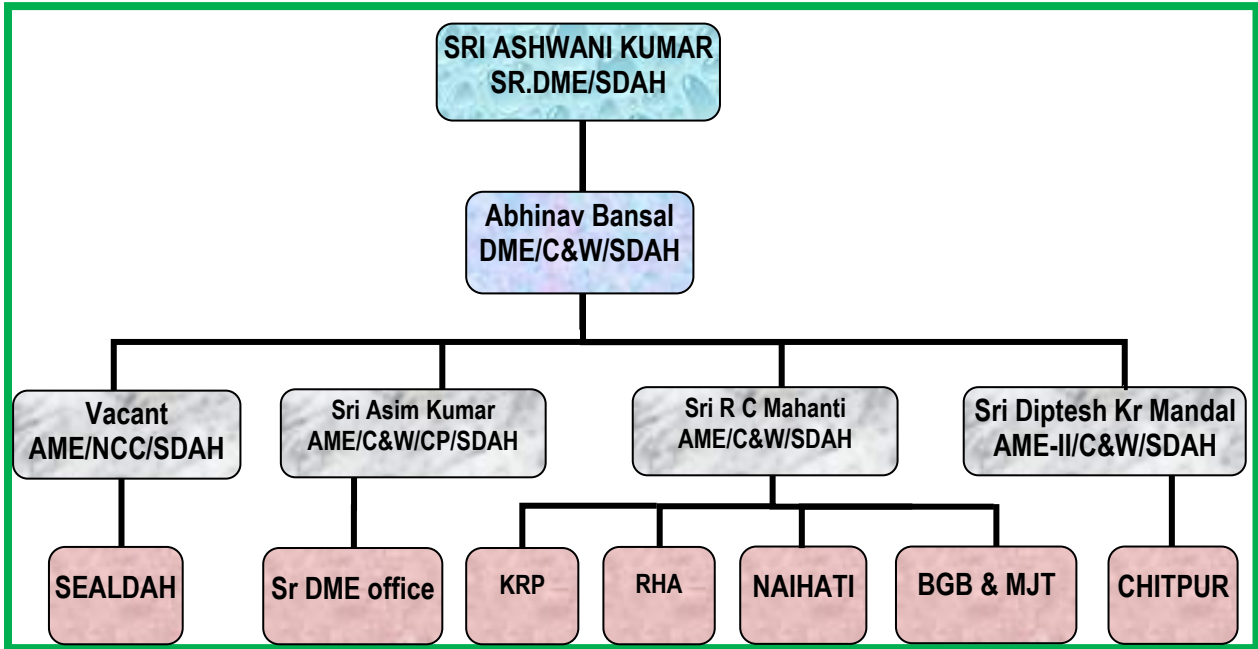 SRI ASHWANI KUMAR
SR.DME/SDAH
Abhinav Bansal
DME/C&W/SDAH
Vacant
AME/NCC/SDAH
Sri Asim Kumar
AME/C&W/CP/SDAH
Sri R C Mahanti
AME/C&W/SDAH
Sri Diptesh Kr Mandal
AME-II/C&W/SDAH
SEALDAH
Sr DME office
KRP
RHA
NAIHATI
BGB & MJT
CHITPUR